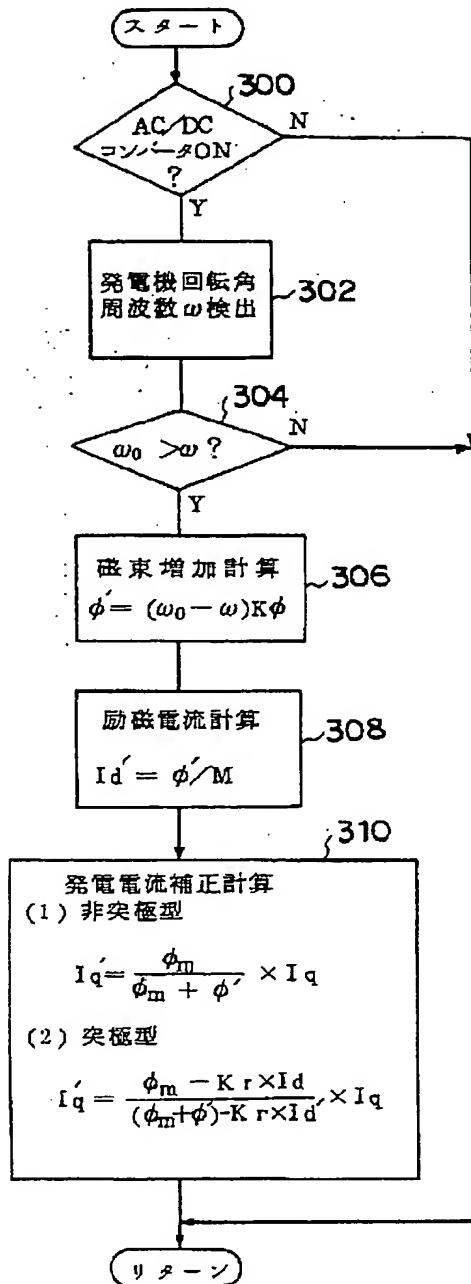 スタート
300
AC/DC
コンバータON
?
N
Y
発電機回転角
周波数ω検出
302
304
ω₀ >ω ?
N
Y
磁束増加計算
φ′= (ω₀−ω)Kφ
306
励磁電流計算
Id′= φ′/M
308
310
発電電流補正計算
(1) 非突極型
Iq′= φm / (φm + φ′) × Iq
(2) 突極型
Iq′= (φm − Kr×Id) / ((φm+φ′)−Kr×Id′) × Iq
リターン